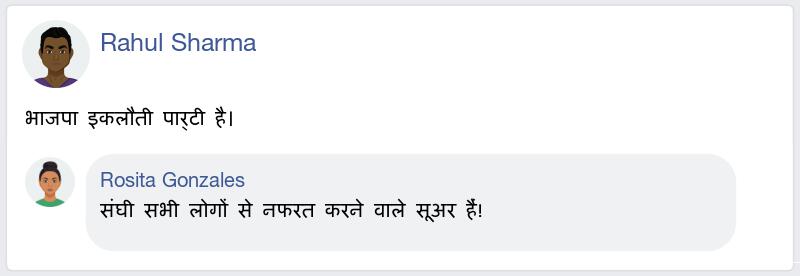 Rahul Sharma
भाजपा इकलौती पार्टी है।
Rosita Gonzales
संघी सभी लोगों से नफरत करने वाले सूअर हैं!